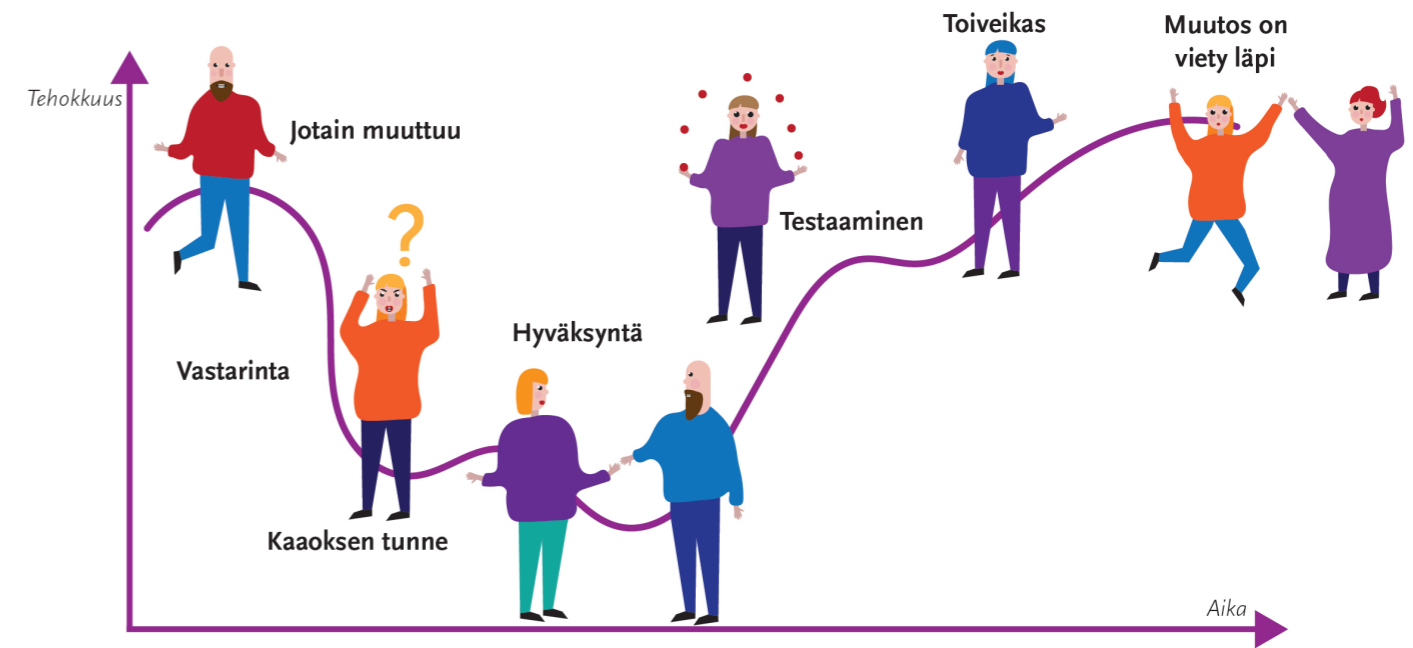 Tehokkuus
Jotain muuttuu
Vastarinta
?
Kaaoksen tunne
Hyväksyntä
Testaaminen
Toiveikas
Muutos on
viety läpi
Aika